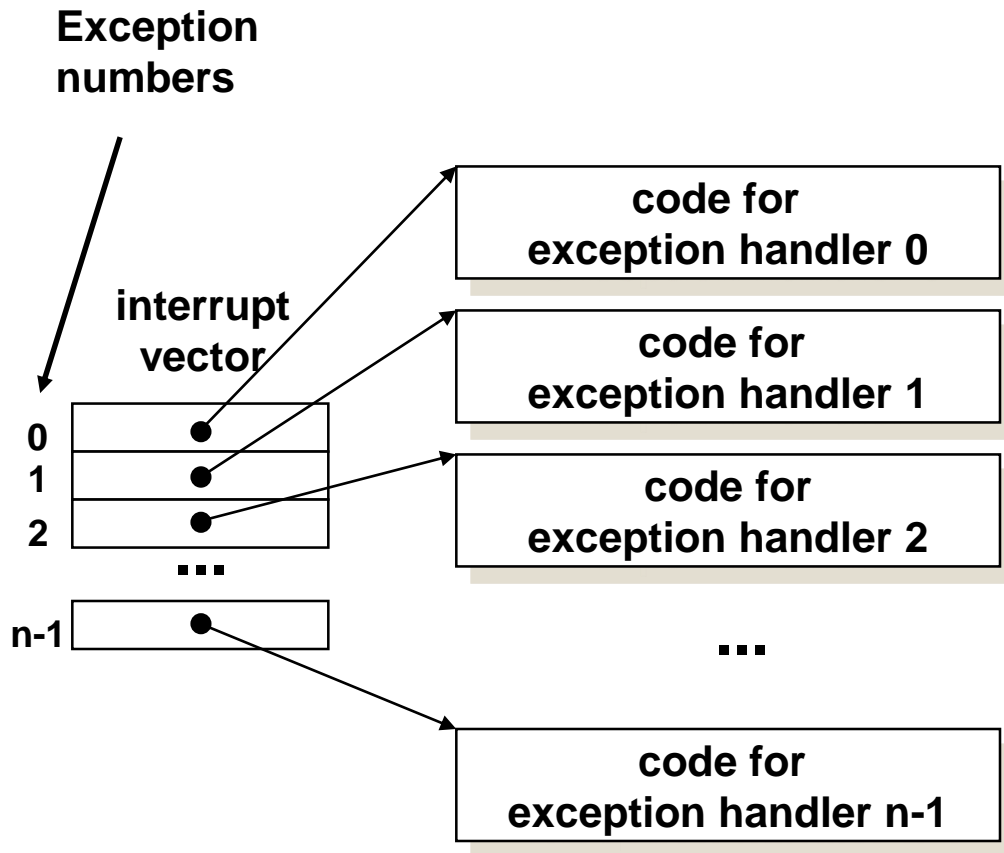 Exception
numbers
interrupt
vector
0
1
2
...
n-1
code for
exception handler 0
code for
exception handler 1
code for
exception handler 2
...
code for
exception handler n-1